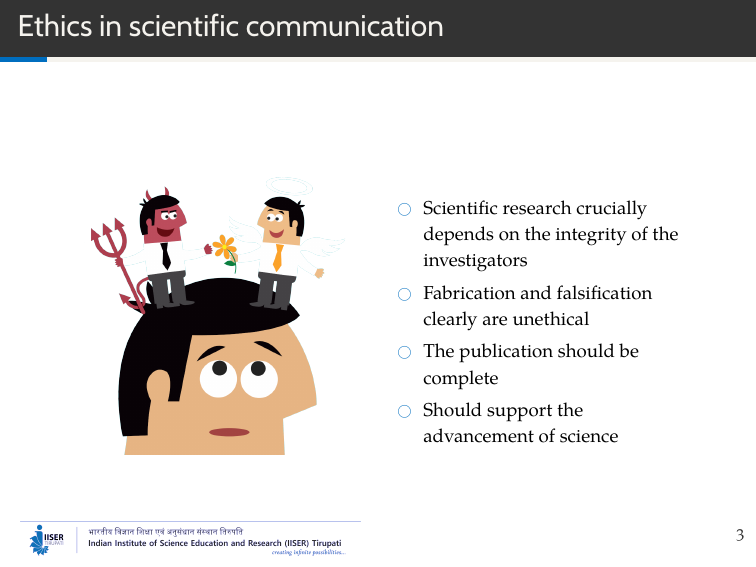 Ethics in scientific communication
Scientific research crucially
depends on the integrity of the
investigators
Fabrication and falsification
clearly are unethical
The publication should be
complete
Should support the
advancement of science
IISER
TIRUPATI
भारतीय विज्ञान शिक्षा एवं अनुसंधान संस्थान तिरुपति
Indian Institute of Science Education and Research (IISER) Tirupati
creating infinite possibilities...
3